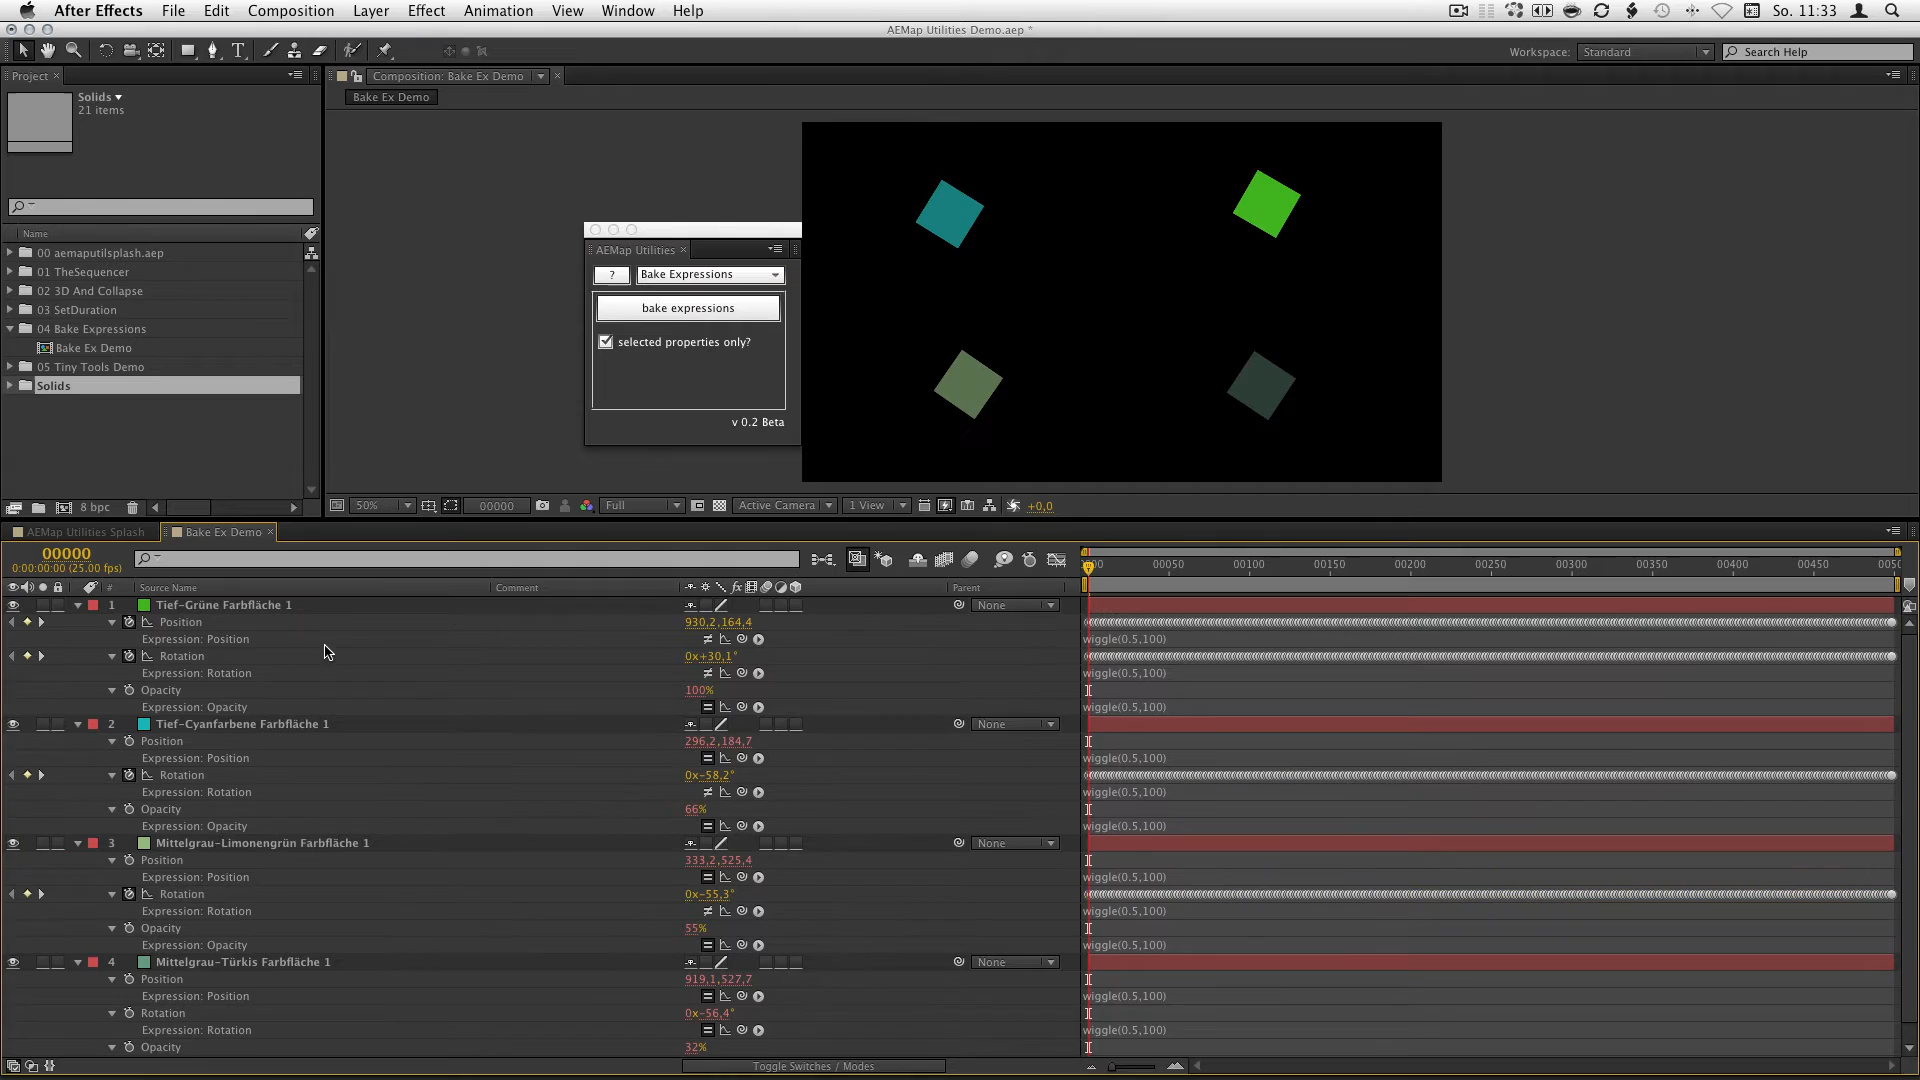 After Effects File Edit Composition Layer Effect Animation View Window Help So. 11:33
AEMap Utilities Demo.aep *
Workspace: Standard Search Help
Project
Composition: Bake Ex Demo
Solids
21 items
Bake Ex Demo
Name
00 aemaputilsplash.aep
01 TheSequencer
02 3D And Collapse
03 SetDuration
04 Bake Expressions
Bake Ex Demo
05 Tiny Tools Demo
Solids
AEMap Utilities
? Bake Expressions
bake expressions
selected properties only?
v 0.2 Beta
8 bpc
50% 00000 Full Active Camera 1 View +0,0
AEMap Utilities Splash Bake Ex Demo
00000
0:00:00:00 (25.00 fps)
00050 00100 00150 00200 00250 00300 00350 00400 00450
# Source Name Comment fx Parent
1 Tief-Grüne Farbfläche 1 None
Position 930,2,164,4
Expression: Position wiggle(0.5,100)
Rotation 0x+30,1°
Expression: Rotation wiggle(0.5,100)
Opacity 100%
Expression: Opacity wiggle(0.5,100)
2 Tief-Cyanfarbene Farbfläche 1 None
Position 296,2,184,7
Expression: Position wiggle(0.5,100)
Rotation 0x-58,2°
Expression: Rotation wiggle(0.5,100)
Opacity 66%
Expression: Opacity wiggle(0.5,100)
3 Mittelgrau-Limonengrün Farbfläche 1 None
Position 333,2,525,4
Expression: Position wiggle(0.5,100)
Rotation 0x-55,3°
Expression: Rotation wiggle(0.5,100)
Opacity 55%
Expression: Opacity wiggle(0.5,100)
4 Mittelgrau-Türkis Farbfläche 1 None
Position 919,1,527,7
Expression: Position wiggle(0.5,100)
Rotation 0x-56,4°
Expression: Rotation wiggle(0.5,100)
Opacity 32%
Toggle Switches / Modes